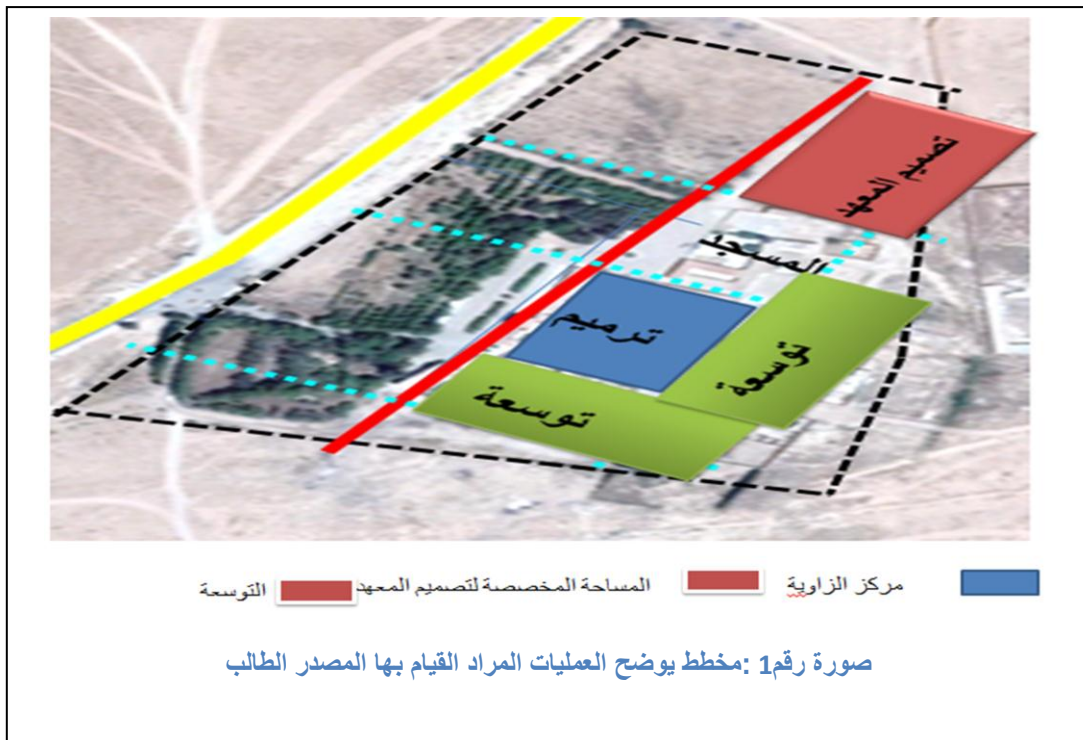 تصميم المعهد
المسجد
ترميم
توسعة
توسعة
مركز الزاوية
المساحة المخصصة لتصميم المعهد
التوسعة
صورة رقم1 :مخطط يوضح العمليات المراد القيام بها المصدر الطالب